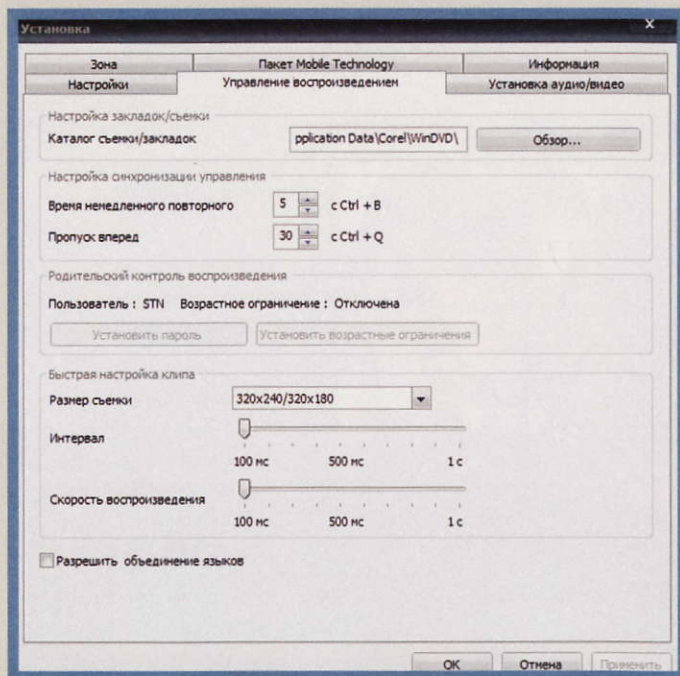 Установка X
Зона Пакет Mobile Technology Информация
Настройки Управление воспроизведением Установка аудио/видео
Настройка закладок/съемки
Каталог съемки/закладок pplication Data\Corel\WinDVD\ Обзор...
Настройка синхронизации управления
Время немедленного повторного 5 с Ctrl + B
Пропуск вперед 30 с Ctrl + Q
Родительский контроль воспроизведения
Пользователь : STN Возрастное ограничение : Отключена
Установить пароль Установить возрастные ограничения
Быстрая настройка клипа
Размер съемки 320x240/320x180
Интервал
100 мс 500 мс 1 с
Скорость воспроизведения
100 мс 500 мс 1 с
Разрешить объединение языков
OK Отмена Применить